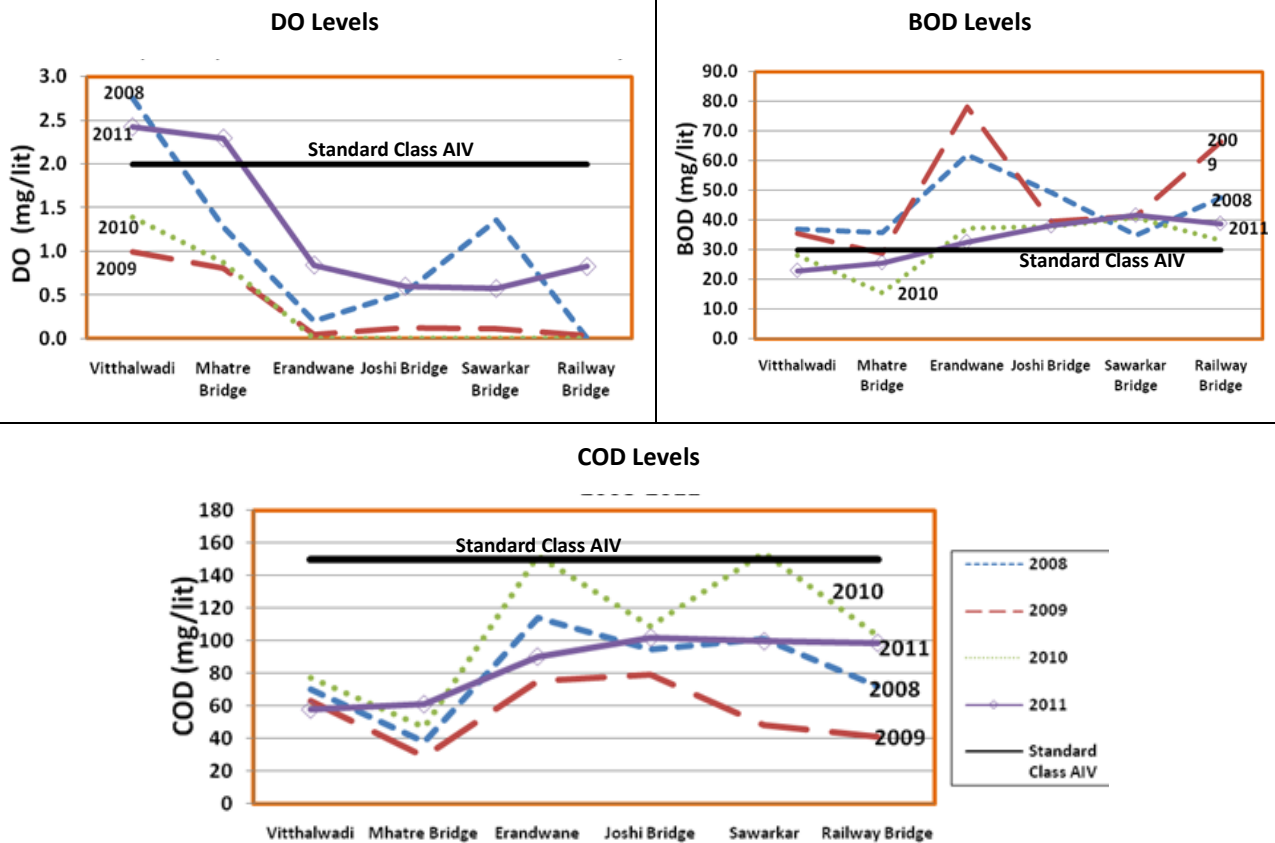 DO Levels
3.0
2.5
2.0
1.5
1.0
0.5
0.0
DO (mg/lit)
2008
2011
Standard Class AIV
2010
2009
Vitthalwadi
Mhatre
Bridge
Erandwane
Joshi Bridge
Sawarkar
Bridge
Railway
Bridge
BOD Levels
90.0
80.0
70.0
60.0
50.0
40.0
30.0
20.0
10.0
0.0
BOD (mg/lit)
200
9
2008
2011
Standard Class AIV
2010
Vitthalwadi
Mhatre
Bridge
Erandwane
Joshi Bridge
Sawarkar
Bridge
Railway
Bridge
COD Levels
180
160
140
120
100
80
60
40
20
0
COD (mg/lit)
Standard Class AIV
2010
2011
2008
2009
Vitthalwadi
Mhatre Bridge
Erandwane
Joshi Bridge
Sawarkar
Railway Bridge
2008
2009
2010
2011
Standard
Class AIV